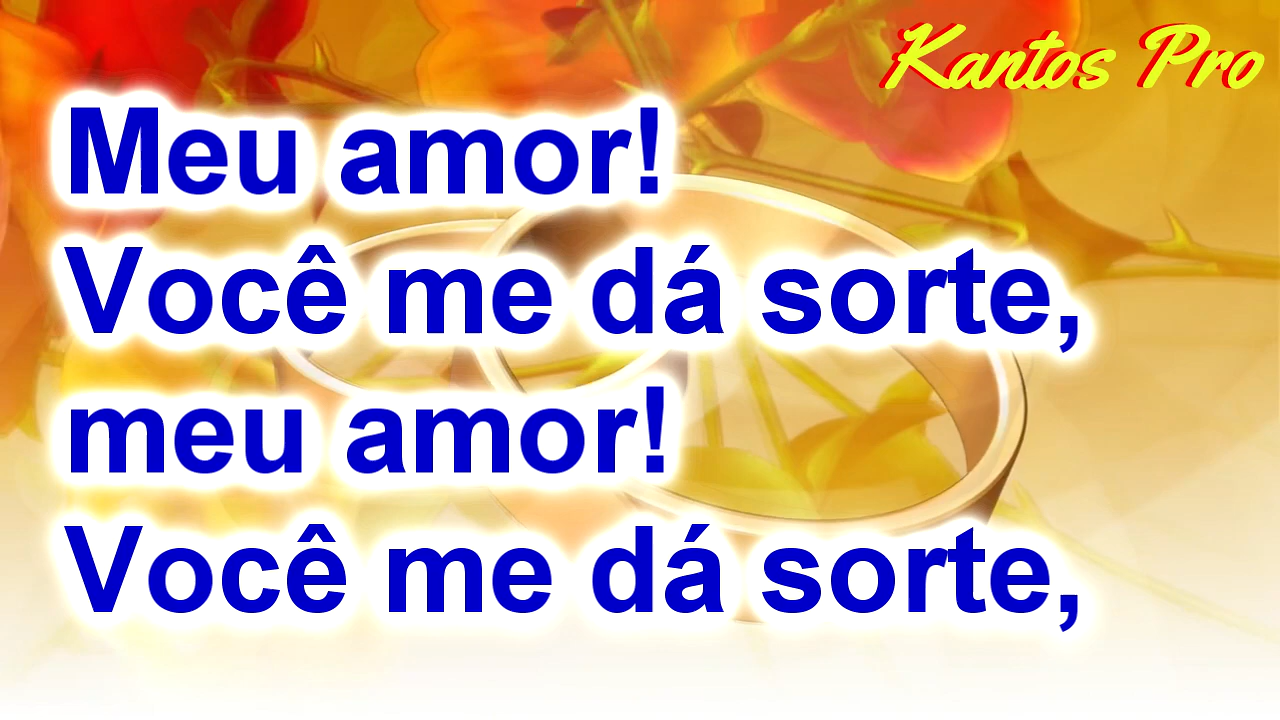 Kantos Pro
Meu amor!
Você me dá sorte,
meu amor!
Você me dá sorte,